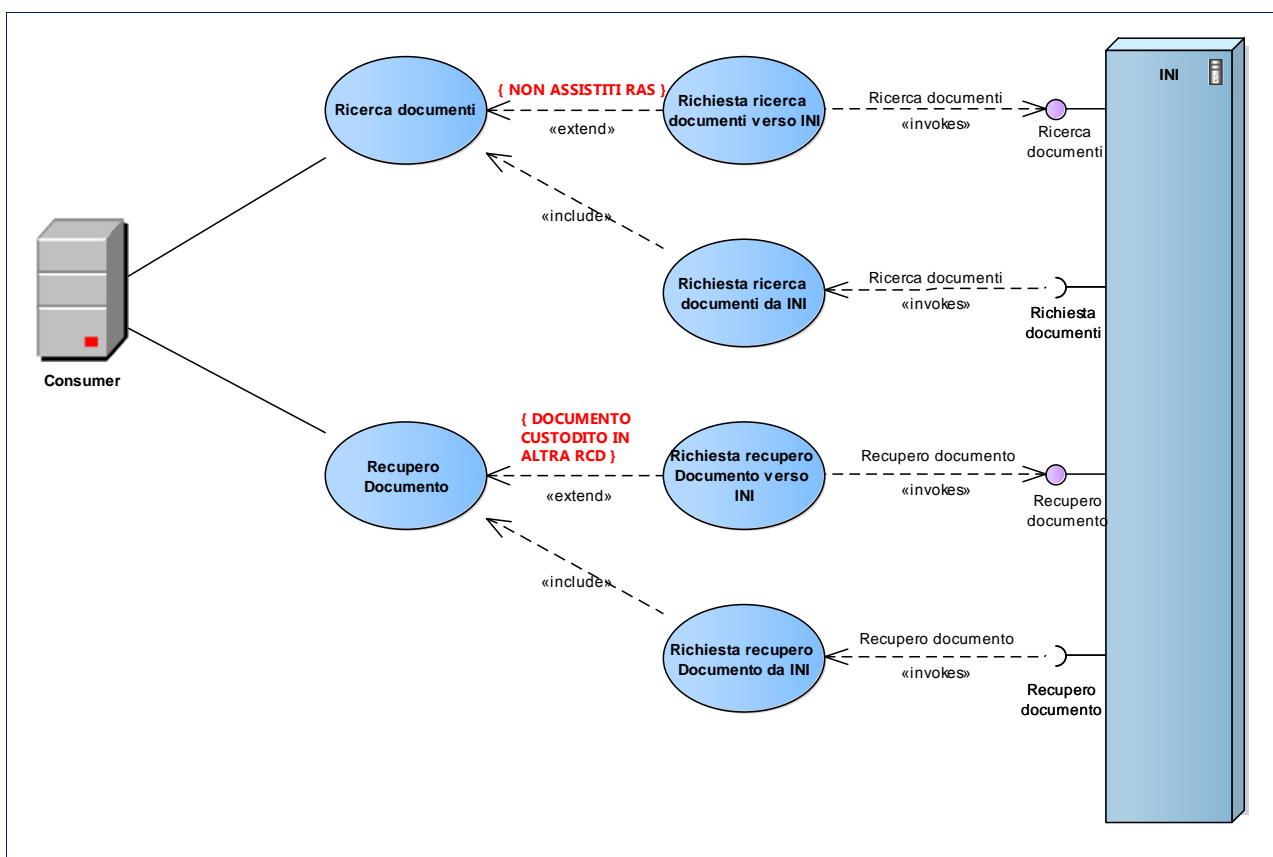 INI
{ NON ASSISTITI RAS }
Ricerca documenti
«extend»
Richiesta ricerca
documenti verso INI
Ricerca documenti
«invokes»
Ricerca
documenti
«include»
Richiesta ricerca
documenti da INI
Ricerca documenti
«invokes»
Richiesta
documenti
Consumer
{ DOCUMENTO
CUSTODITO IN
ALTRA RCD }
Recupero
Documento
«extend»
Richiesta recupero
Documento verso
INI
Recupero documento
«invokes»
Recupero
documento
«include»
Richiesta recupero
Documento da INI
Recupero documento
«invokes»
Recupero
documento